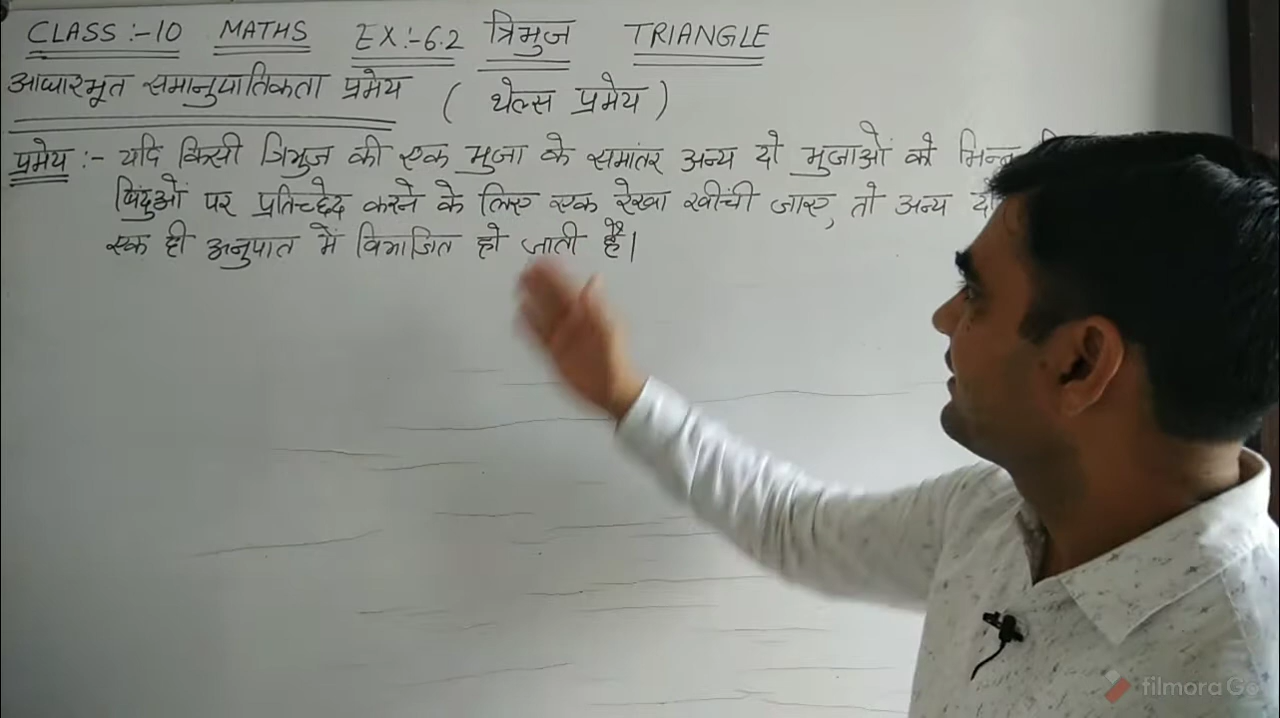 CLASS :- 10 MATHS EX :- 6.2 त्रिभुज TRIANGLE
आधारभूत समानुपातिकता प्रमेय ( थेल्स प्रमेय )
प्रमेय :- यदि किसी त्रिभुज की एक भुजा के समांतर अन्य दो भुजाओं को भिन्न
बिंदुओं पर प्रतिच्छेद करने के लिए एक रेखा खींची जाए, तो अन्य
एक ही अनुपात में विभाजित हो जाती है।
filmora Go